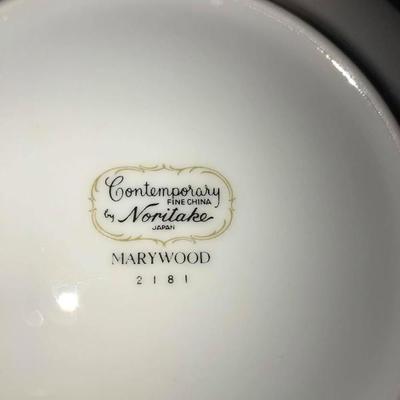 Contemporary
FINE CHINA
by Noritake
JAPAN
MARYWOOD
2181